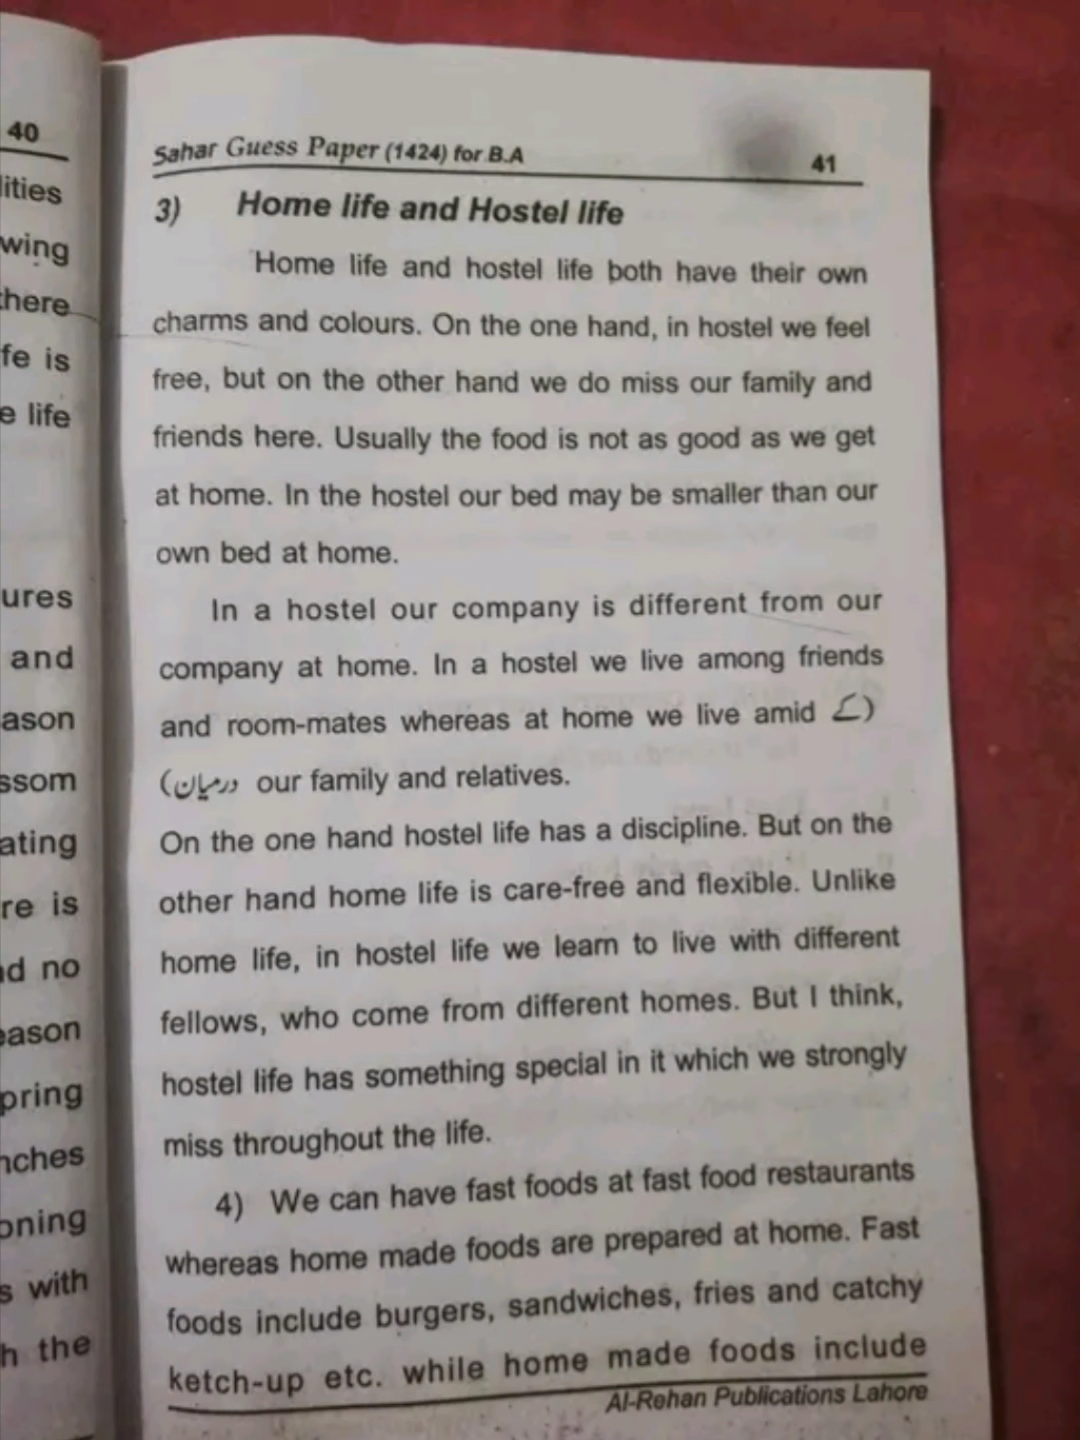 40
lities
wing
there
fe is
e life
ures
and
ason
ssom
ating
re is
nd no
eason
pring
nches
oning
s with
h the
Sahar Guess Paper (1424) for B.A 41
3) Home life and Hostel life
Home life and hostel life both have their own
charms and colours. On the one hand, in hostel we feel
free, but on the other hand we do miss our family and
friends here. Usually the food is not as good as we get
at home. In the hostel our bed may be smaller than our
own bed at home.
In a hostel our company is different from our
company at home. In a hostel we live among friends
and room-mates whereas at home we live amid (کے
درمیان) our family and relatives.
On the one hand hostel life has a discipline. But on the
other hand home life is care-free and flexible. Unlike
home life, in hostel life we learn to live with different
fellows, who come from different homes. But I think,
hostel life has something special in it which we strongly
miss throughout the life.
4) We can have fast foods at fast food restaurants
whereas home made foods are prepared at home. Fast
foods include burgers, sandwiches, fries and catchy
ketch-up etc. while home made foods include
Al-Rehan Publications Lahore